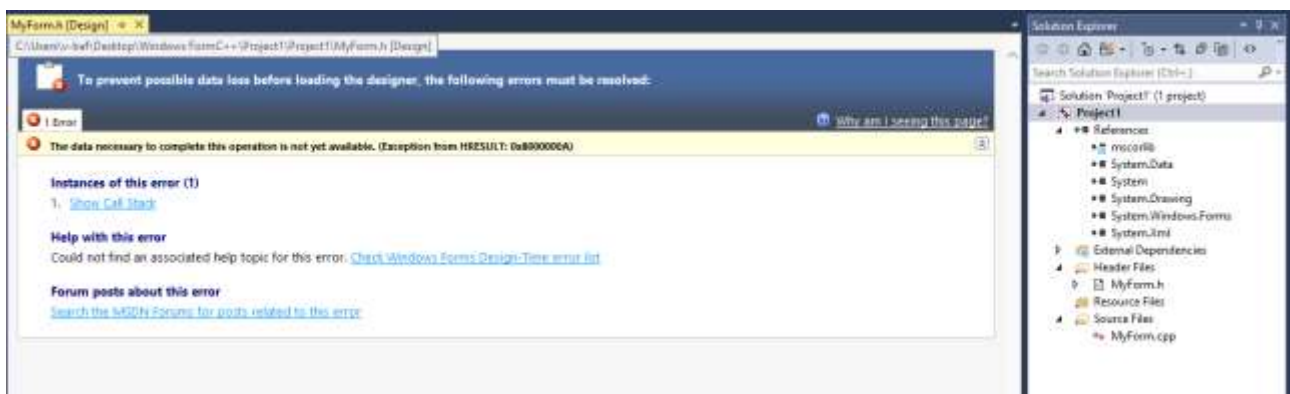 MyForm.h [Design]
Solution Explorer
C:\Users\v-baf\Desktop\Windows FormC++\Project1\Project1\MyForm.h [Design]
To prevent possible data loss before loading the designer, the following errors must be resolved:
Search Solution Explorer (Ctrl+;)
Solution 'Project1' (1 project)
Project1
References
mscorlib
System.Data
System
System.Drawing
System.Windows.Forms
System.Xml
External Dependencies
Header Files
MyForm.h
Resource Files
Source Files
MyForm.cpp
1 Error
Why am I seeing this page?
The data necessary to complete this operation is not yet available. (Exception from HRESULT: 0x8000000A)
Instances of this error (1)
1. Show Call Stack
Help with this error
Could not find an associated help topic for this error. Check Windows Forms Design-Time error list
Forum posts about this error
Search the MSDN Forums for posts related to this error